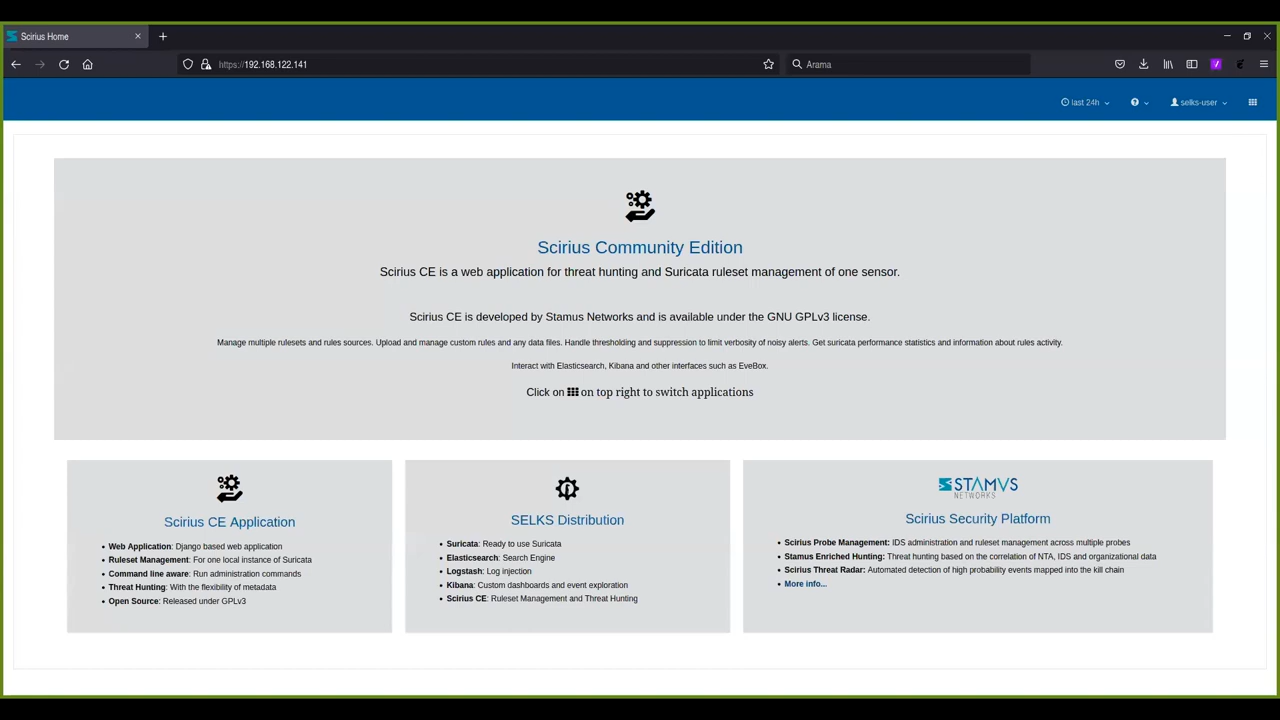 Scirius Home
https://192.168.122.141
Arama
last 24h
selks-user
Scirius Community Edition
Scirius CE is a web application for threat hunting and Suricata ruleset management of one sensor.
Scirius CE is developed by Stamus Networks and is available under the GNU GPLv3 license.
Manage multiple rulesets and rules sources. Upload and manage custom rules and any data files. Handle thresholding and suppression to limit verbosity of noisy alerts. Get suricata performance statistics and information about rules activity.
Interact with Elasticsearch, Kibana and other interfaces such as EveBox.
Click on on top right to switch applications
Scirius CE Application
• Web Application: Django based web application
• Ruleset Management: For one local instance of Suricata
• Command line aware: Run administration commands
• Threat Hunting: With the flexibility of metadata
• Open Source: Released under GPLv3
SELKS Distribution
• Suricata: Ready to use Suricata
• Elasticsearch: Search Engine
• Logstash: Log injection
• Kibana: Custom dashboards and event exploration
• Scirius CE: Ruleset Management and Threat Hunting
STAMUS
NETWORKS
Scirius Security Platform
• Scirius Probe Management: IDS administration and ruleset management across multiple probes
• Stamus Enriched Hunting: Threat hunting based on the correlation of NTA, IDS and organizational data
• Scirius Threat Radar: Automated detection of high probability events mapped into the kill chain
• More info...